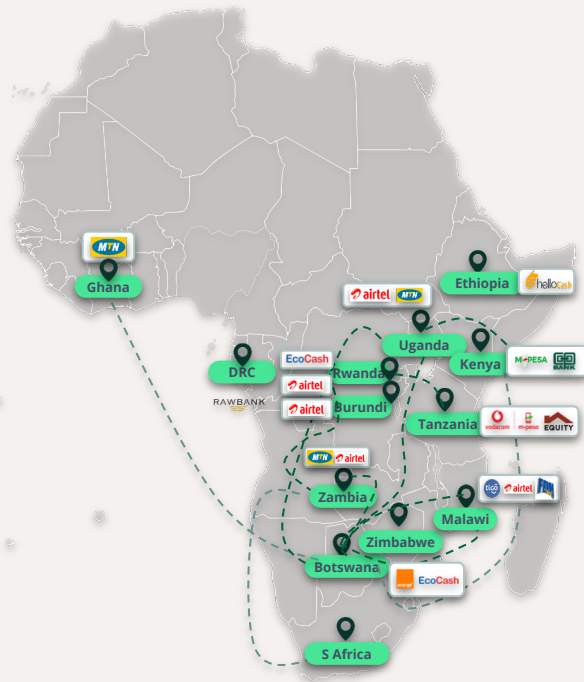 MTN
Ghana
Ethiopia
helloCash
airtel MTN
Uganda
Kenya
M-PESA
BANK
DRC
RAWBANK
EcoCash
Rwanda
airtel
airtel
Burundi
Tanzania
vodacom m-pesa EQUITY
MTN airtel
Zambia
tigo airtel
Malawi
Zimbabwe
Botswana
orange EcoCash
S Africa